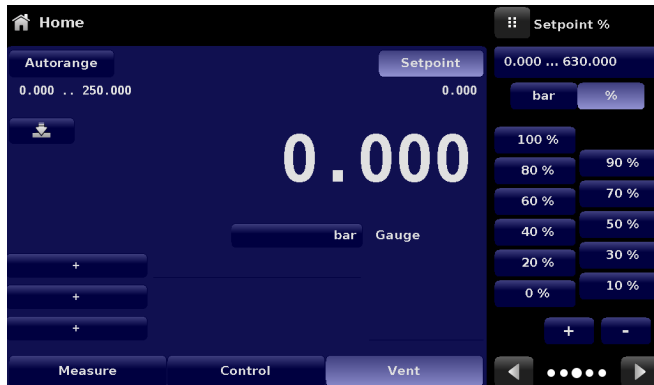 Home
Setpoint %
Autorange
Setpoint
0.000 ... 630.000
0.000 .. 250.000
0.000
bar
%
0.000
100 %
90 %
80 %
70 %
60 %
50 %
40 %
30 %
20 %
10 %
0 %
bar
Gauge
+
+
+
+
-
Measure
Control
Vent